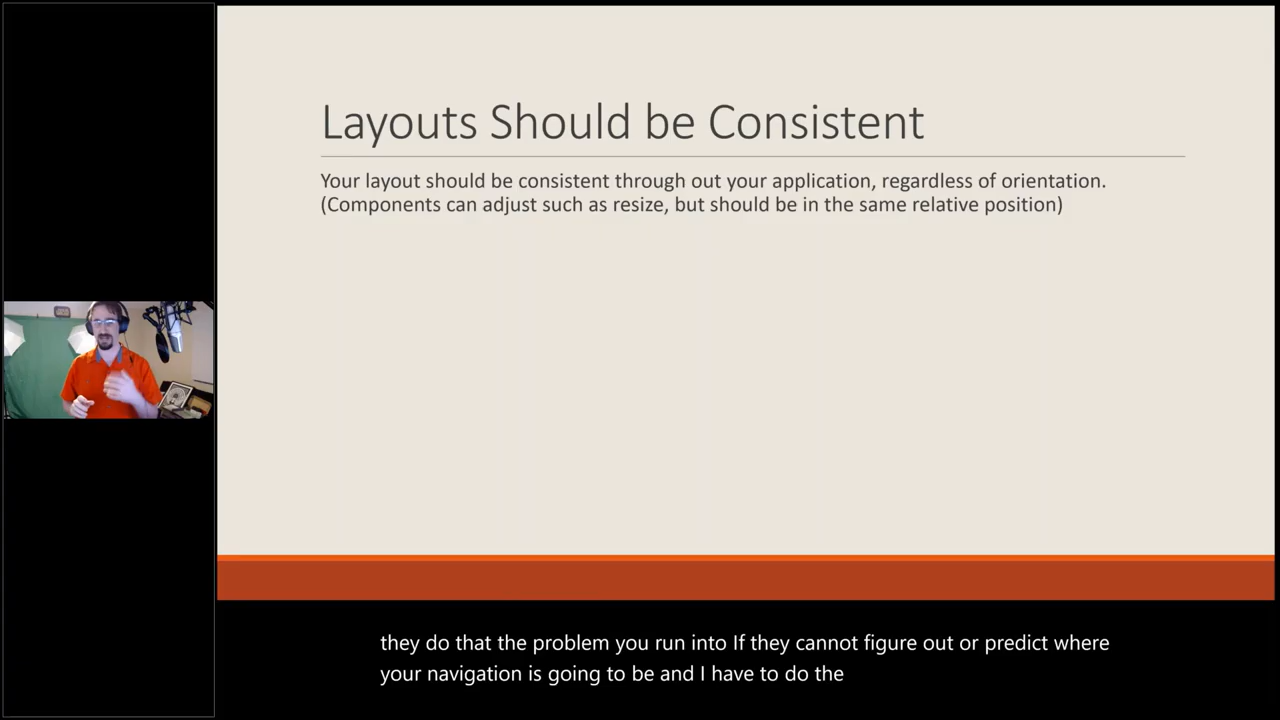 Layouts Should be Consistent
Your layout should be consistent through out your application, regardless of orientation.
(Components can adjust such as resize, but should be in the same relative position)
they do that the problem you run into If they cannot figure out or predict where
your navigation is going to be and I have to do the